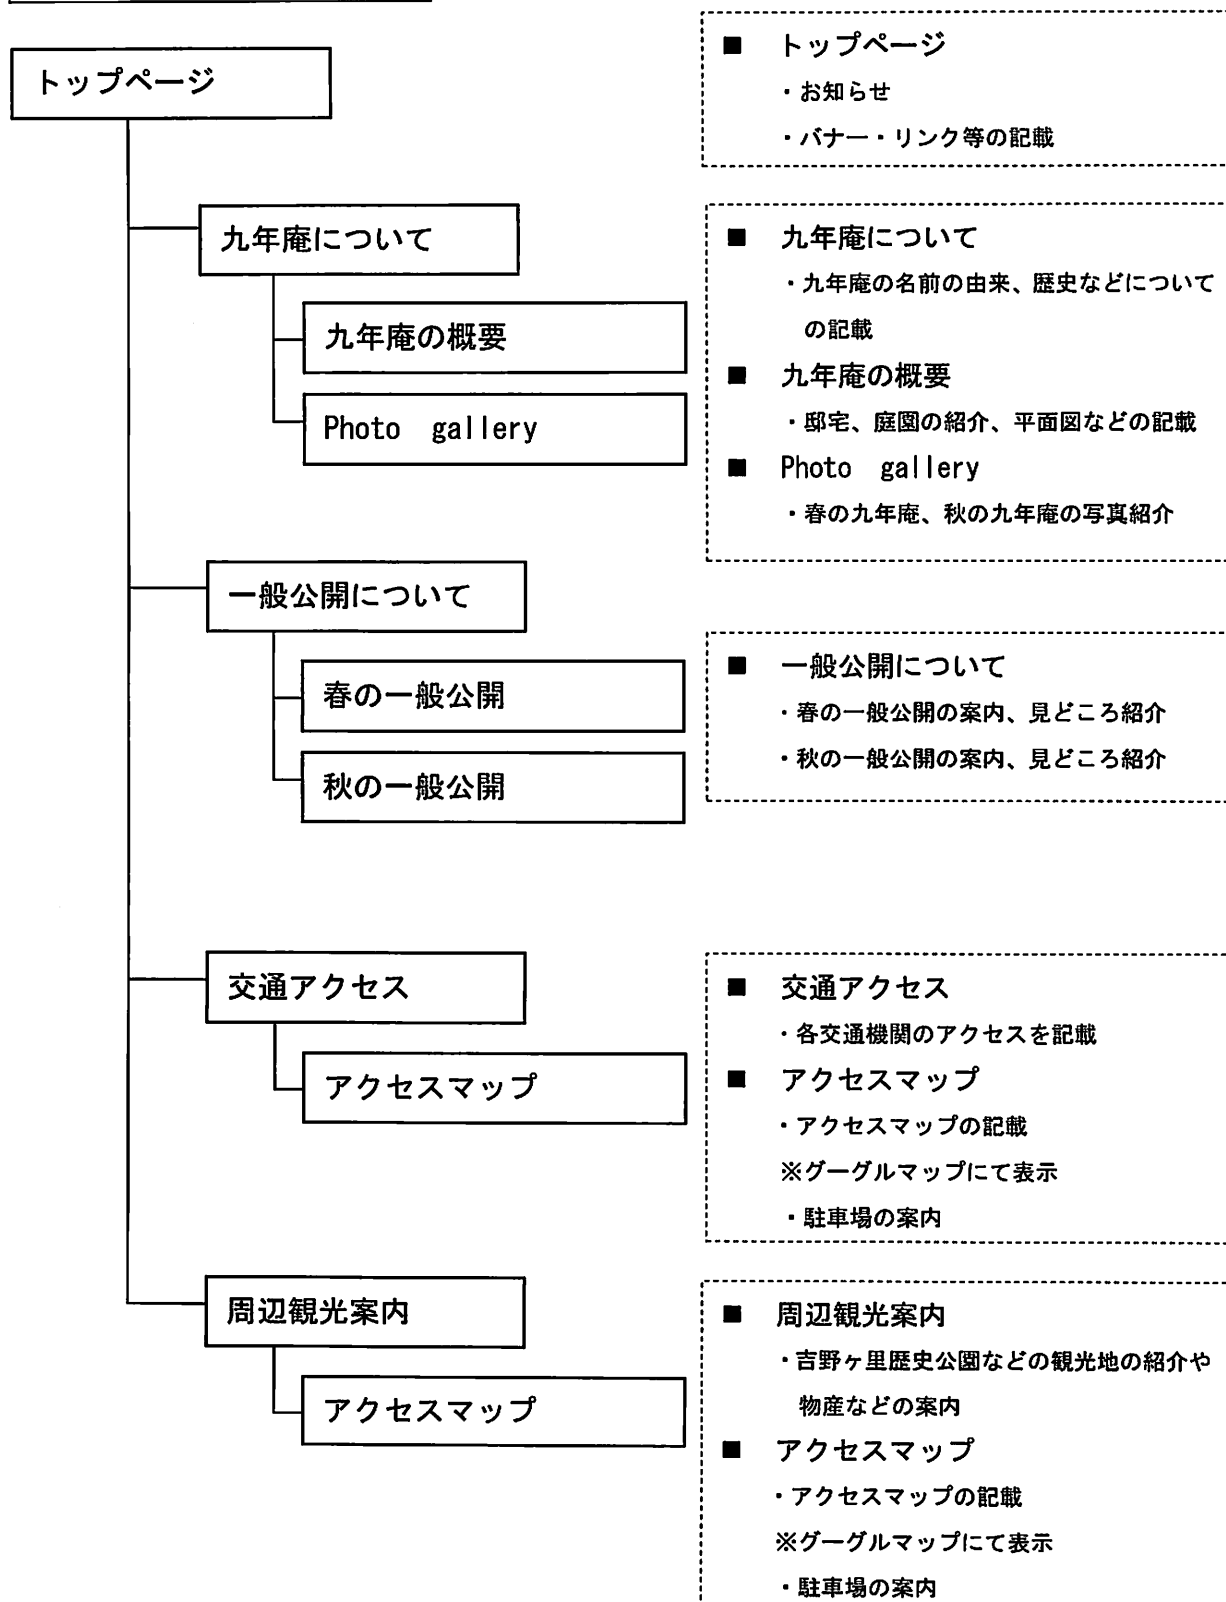 トップページ
■ トップページ
・お知らせ
・バナー・リンク等の記載
九年庵について
九年庵の概要
Photo gallery
■ 九年庵について
・九年庵の名前の由来、歴史などについて
の記載
■ 九年庵の概要
・邸宅、庭園の紹介、平面図などの記載
■ Photo gallery
・春の九年庵、秋の九年庵の写真紹介
一般公開について
春の一般公開
秋の一般公開
■ 一般公開について
・春の一般公開の案内、見どころ紹介
・秋の一般公開の案内、見どころ紹介
交通アクセス
アクセスマップ
■ 交通アクセス
・各交通機関のアクセスを記載
■ アクセスマップ
・アクセスマップの記載
※グーグルマップにて表示
・駐車場の案内
周辺観光案内
アクセスマップ
■ 周辺観光案内
・吉野ヶ里歴史公園などの観光地の紹介や
物産などの案内
■ アクセスマップ
・アクセスマップの記載
※グーグルマップにて表示
・駐車場の案内